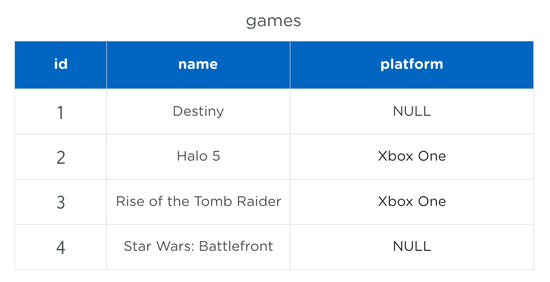 games
id name platform
1 Destiny NULL
2 Halo 5 Xbox One
3 Rise of the Tomb Raider Xbox One
4 Star Wars: Battlefront NULL